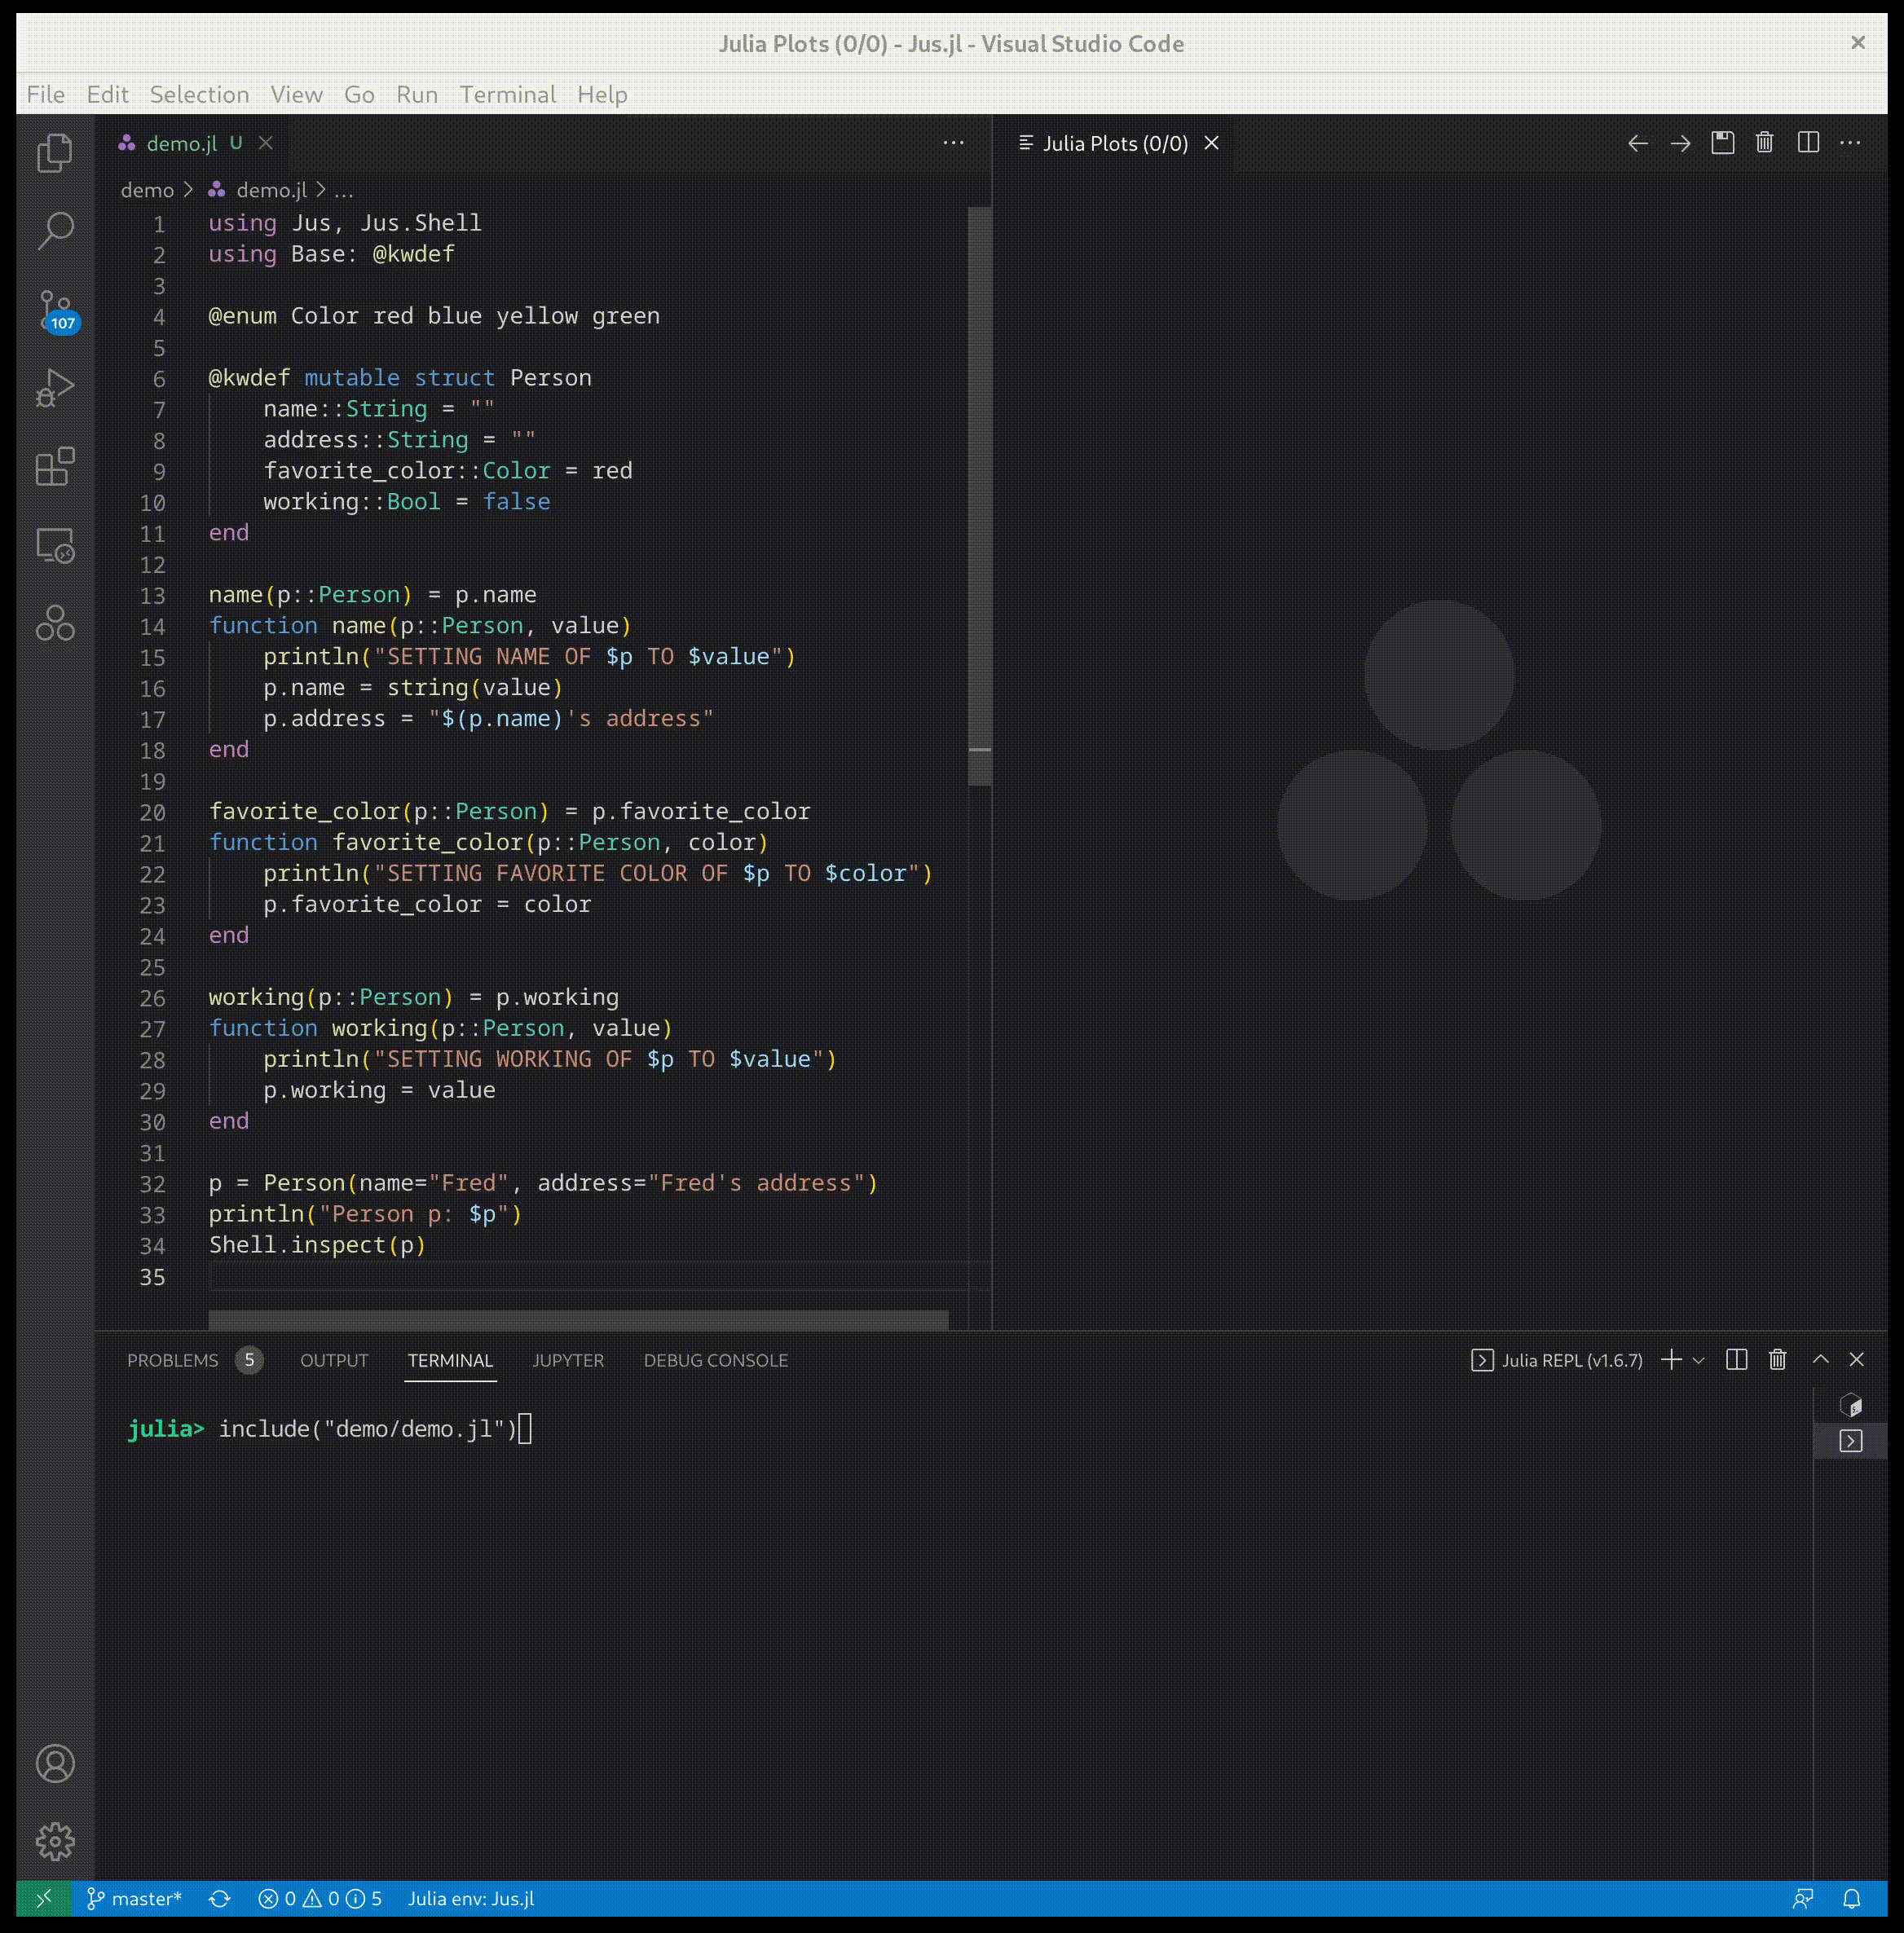 Julia Plots (0/0) - Jus.jl - Visual Studio Code
File Edit Selection View Go Run Terminal Help
demo.jl U
demo > demo.jl > ...
1 using Jus, Jus.Shell
2 using Base: @kwdef
3
4 @enum Color red blue yellow green
5
6 @kwdef mutable struct Person
7     name::String = ""
8     address::String = ""
9     favorite_color::Color = red
10     working::Bool = false
11 end
12
13 name(p::Person) = p.name
14 function name(p::Person, value)
15     println("SETTING NAME OF $p TO $value")
16     p.name = string(value)
17     p.address = "$(p.name)'s address"
18 end
19
20 favorite_color(p::Person) = p.favorite_color
21 function favorite_color(p::Person, color)
22     println("SETTING FAVORITE COLOR OF $p TO $color")
23     p.favorite_color = color
24 end
25
26 working(p::Person) = p.working
27 function working(p::Person, value)
28     println("SETTING WORKING OF $p TO $value")
29     p.working = value
30 end
31
32 p = Person(name="Fred", address="Fred's address")
33 println("Person p: $p")
34 Shell.inspect(p)
35
Julia Plots (0/0)
107
PROBLEMS 5 OUTPUT TERMINAL JUPYTER DEBUG CONSOLE
Julia REPL (v1.6.7)
julia> include("demo/demo.jl")
master* 0 0 5 Julia env: Jus.jl